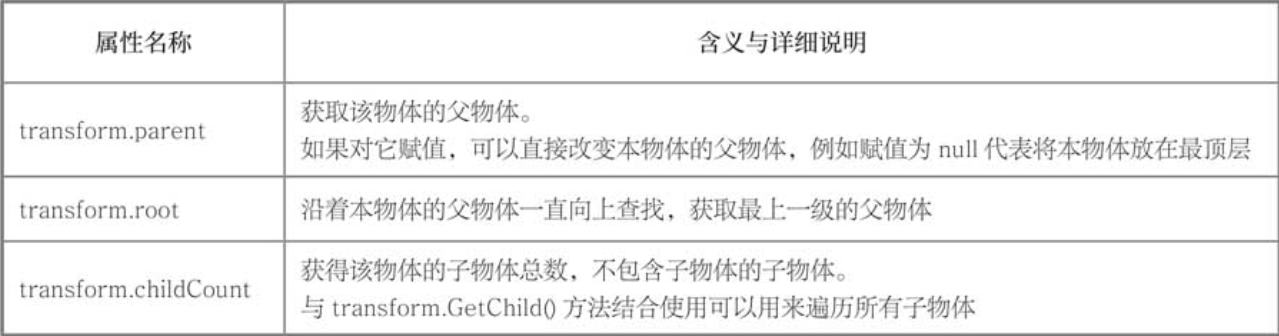 属性名称
含义与详细说明
transform.parent
获取该物体的父物体。
如果对它赋值，可以直接改变本物体的父物体，例如赋值为 null 代表将本物体放在最顶层
transform.root
沿着本物体的父物体一直向上查找，获取最上一级的父物体
transform.childCount
获得该物体的子物体总数，不包含子物体的子物体。
与 transform.GetChild() 方法结合使用可以用来遍历所有子物体